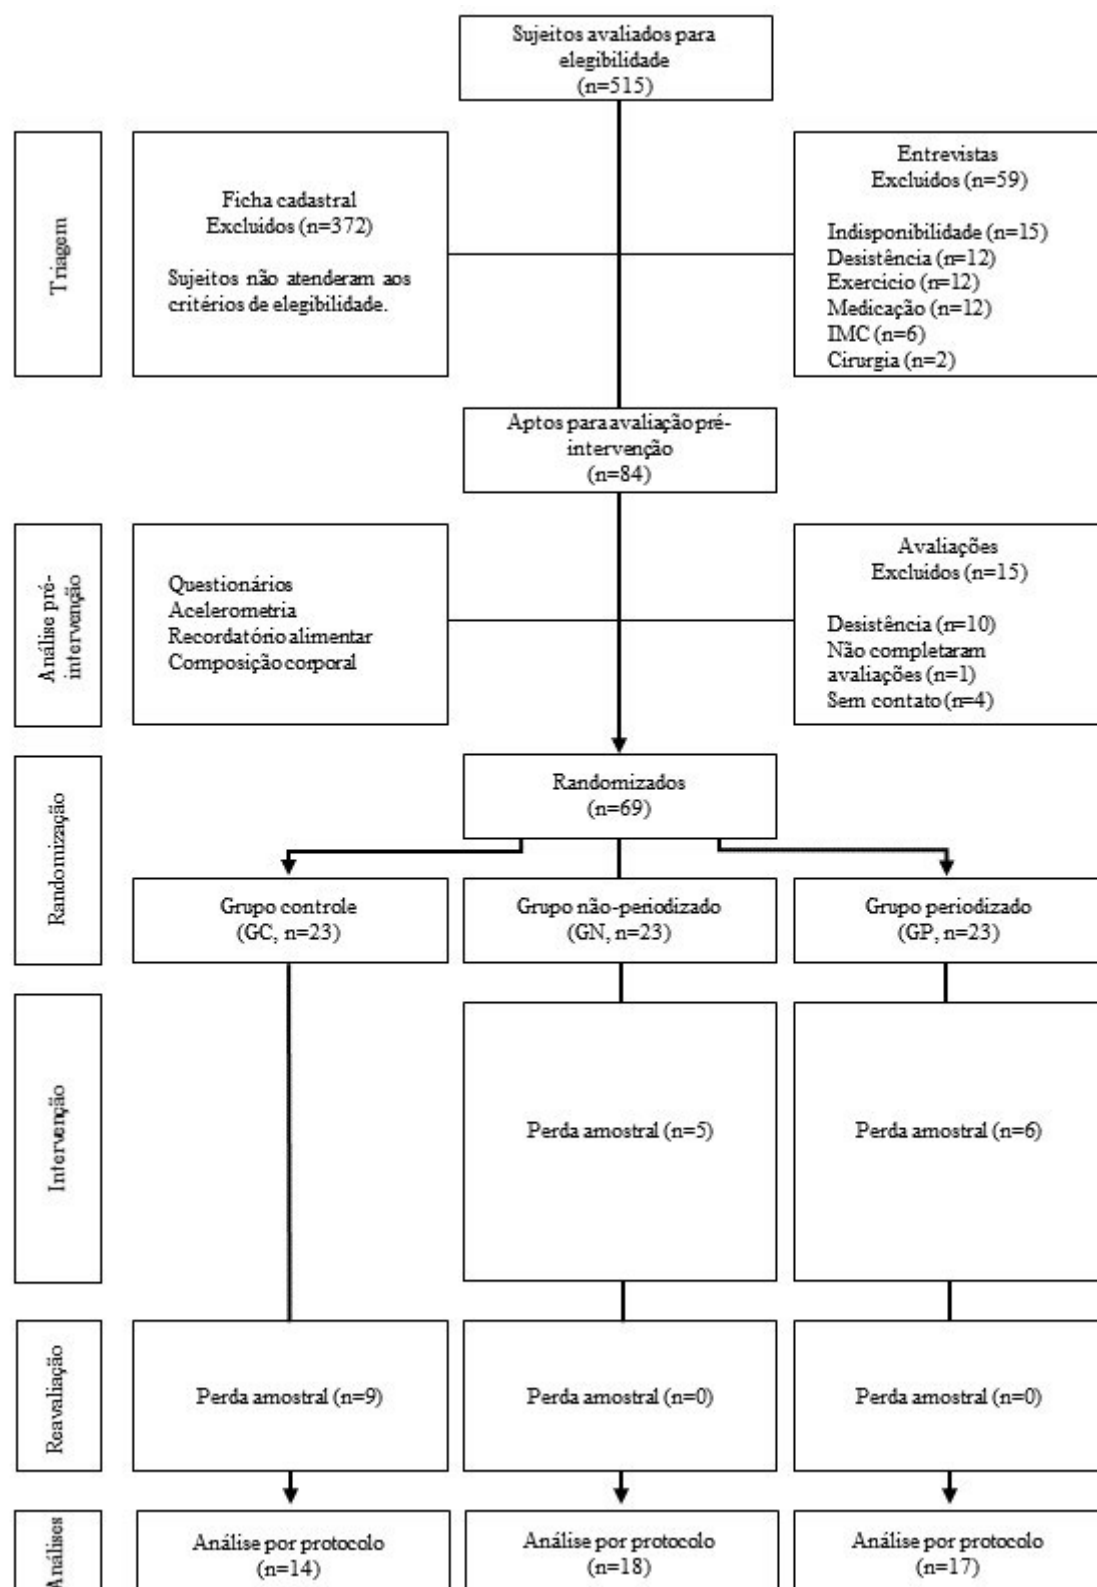 Sujeitos avaliados para
elegibilidade
(n=515)
Triagem
Ficha cadastral
Excluidos (n=372)
Sujeitos não atenderam aos
critérios de elegibilidade.
Entrevistas
Excluidos (n=59)
Indisponibilidade (n=15)
Desistência (n=12)
Exercicio (n=12)
Medicação (n=12)
IMC (n=6)
Cirurgia (n=2)
Aptos para avaliação pré-
intervenção
(n=84)
Análise pré-
intervenção
Questionários
Acelerometria
Recordatório alimentar
Composição corporal
Avaliações
Excluidos (n=15)
Desistência (n=10)
Não completaram
avaliações (n=1)
Sem contato (n=4)
Randomização
Randomizados
(n=69)
Grupo controle
(GC, n=23)
Grupo não-periodizado
(GN, n=23)
Grupo periodizado
(GP, n=23)
Intervenção
Perda amostral (n=5)
Perda amostral (n=6)
Reavaliação
Perda amostral (n=9)
Perda amostral (n=0)
Perda amostral (n=0)
Análises
Análise por protocolo
(n=14)
Análise por protocolo
(n=18)
Análise por protocolo
(n=17)